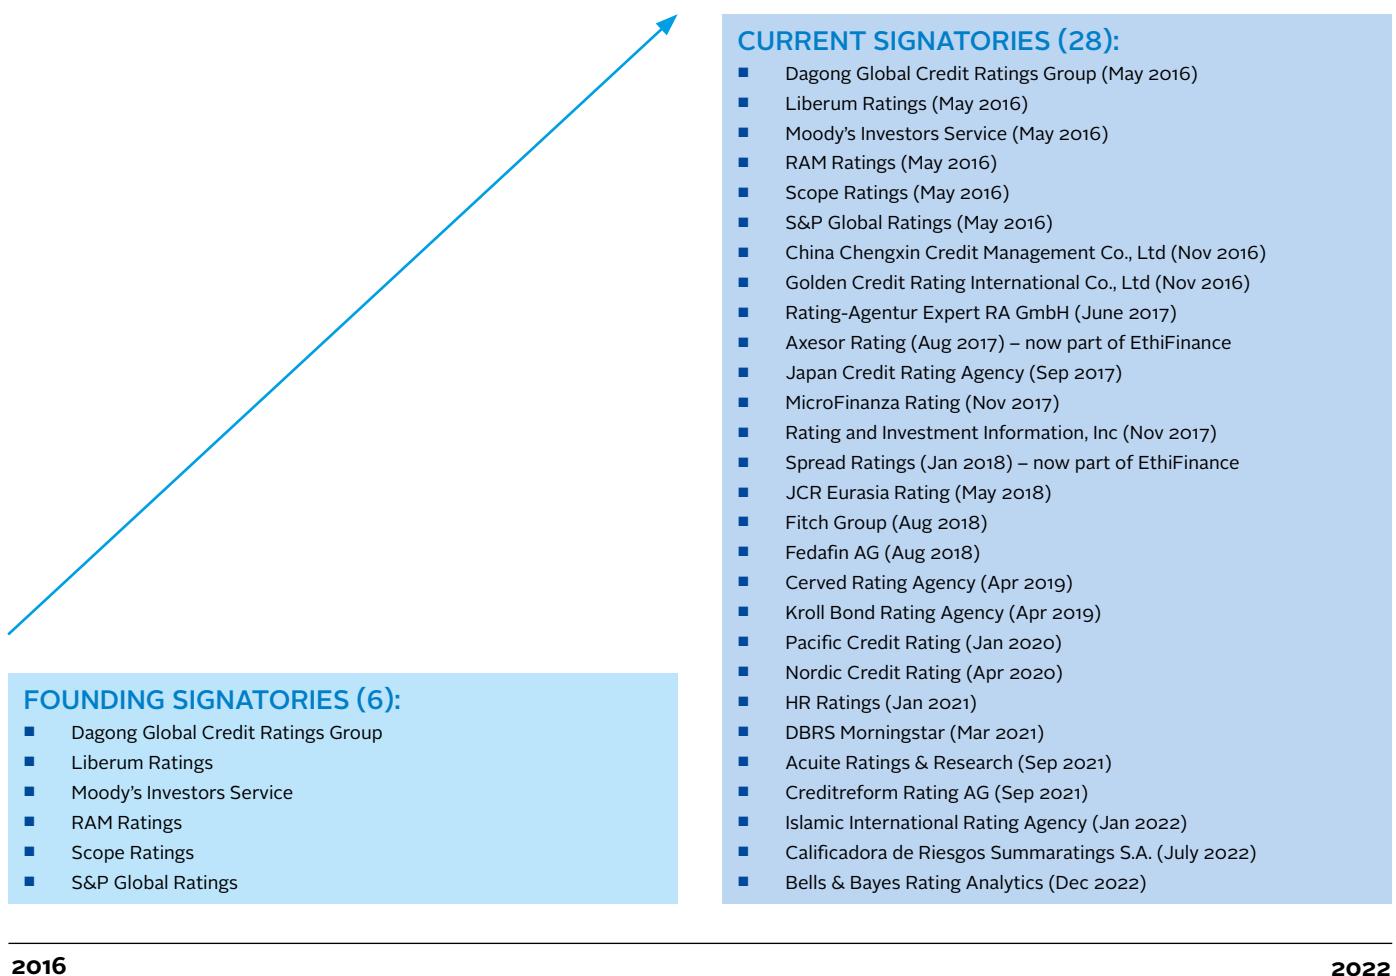 FOUNDING SIGNATORIES (6):
■ Dagong Global Credit Ratings Group
■ Liberum Ratings
■ Moody’s Investors Service
■ RAM Ratings
■ Scope Ratings
■ S&P Global Ratings
CURRENT SIGNATORIES (28):
■ Dagong Global Credit Ratings Group (May 2016)
■ Liberum Ratings (May 2016)
■ Moody’s Investors Service (May 2016)
■ RAM Ratings (May 2016)
■ Scope Ratings (May 2016)
■ S&P Global Ratings (May 2016)
■ China Chengxin Credit Management Co., Ltd (Nov 2016)
■ Golden Credit Rating International Co., Ltd (Nov 2016)
■ Rating-Agentur Expert RA GmbH (June 2017)
■ Axesor Rating (Aug 2017) – now part of EthiFinance
■ Japan Credit Rating Agency (Sep 2017)
■ MicroFinanza Rating (Nov 2017)
■ Rating and Investment Information, Inc (Nov 2017)
■ Spread Ratings (Jan 2018) – now part of EthiFinance
■ JCR Eurasia Rating (May 2018)
■ Fitch Group (Aug 2018)
■ Fedafin AG (Aug 2018)
■ Cerved Rating Agency (Apr 2019)
■ Kroll Bond Rating Agency (Apr 2019)
■ Pacific Credit Rating (Jan 2020)
■ Nordic Credit Rating (Apr 2020)
■ HR Ratings (Jan 2021)
■ DBRS Morningstar (Mar 2021)
■ Acuite Ratings & Research (Sep 2021)
■ Creditreform Rating AG (Sep 2021)
■ Islamic International Rating Agency (Jan 2022)
■ Calificadora de Riesgos Summaratings S.A. (July 2022)
■ Bells & Bayes Rating Analytics (Dec 2022)
2016
2022